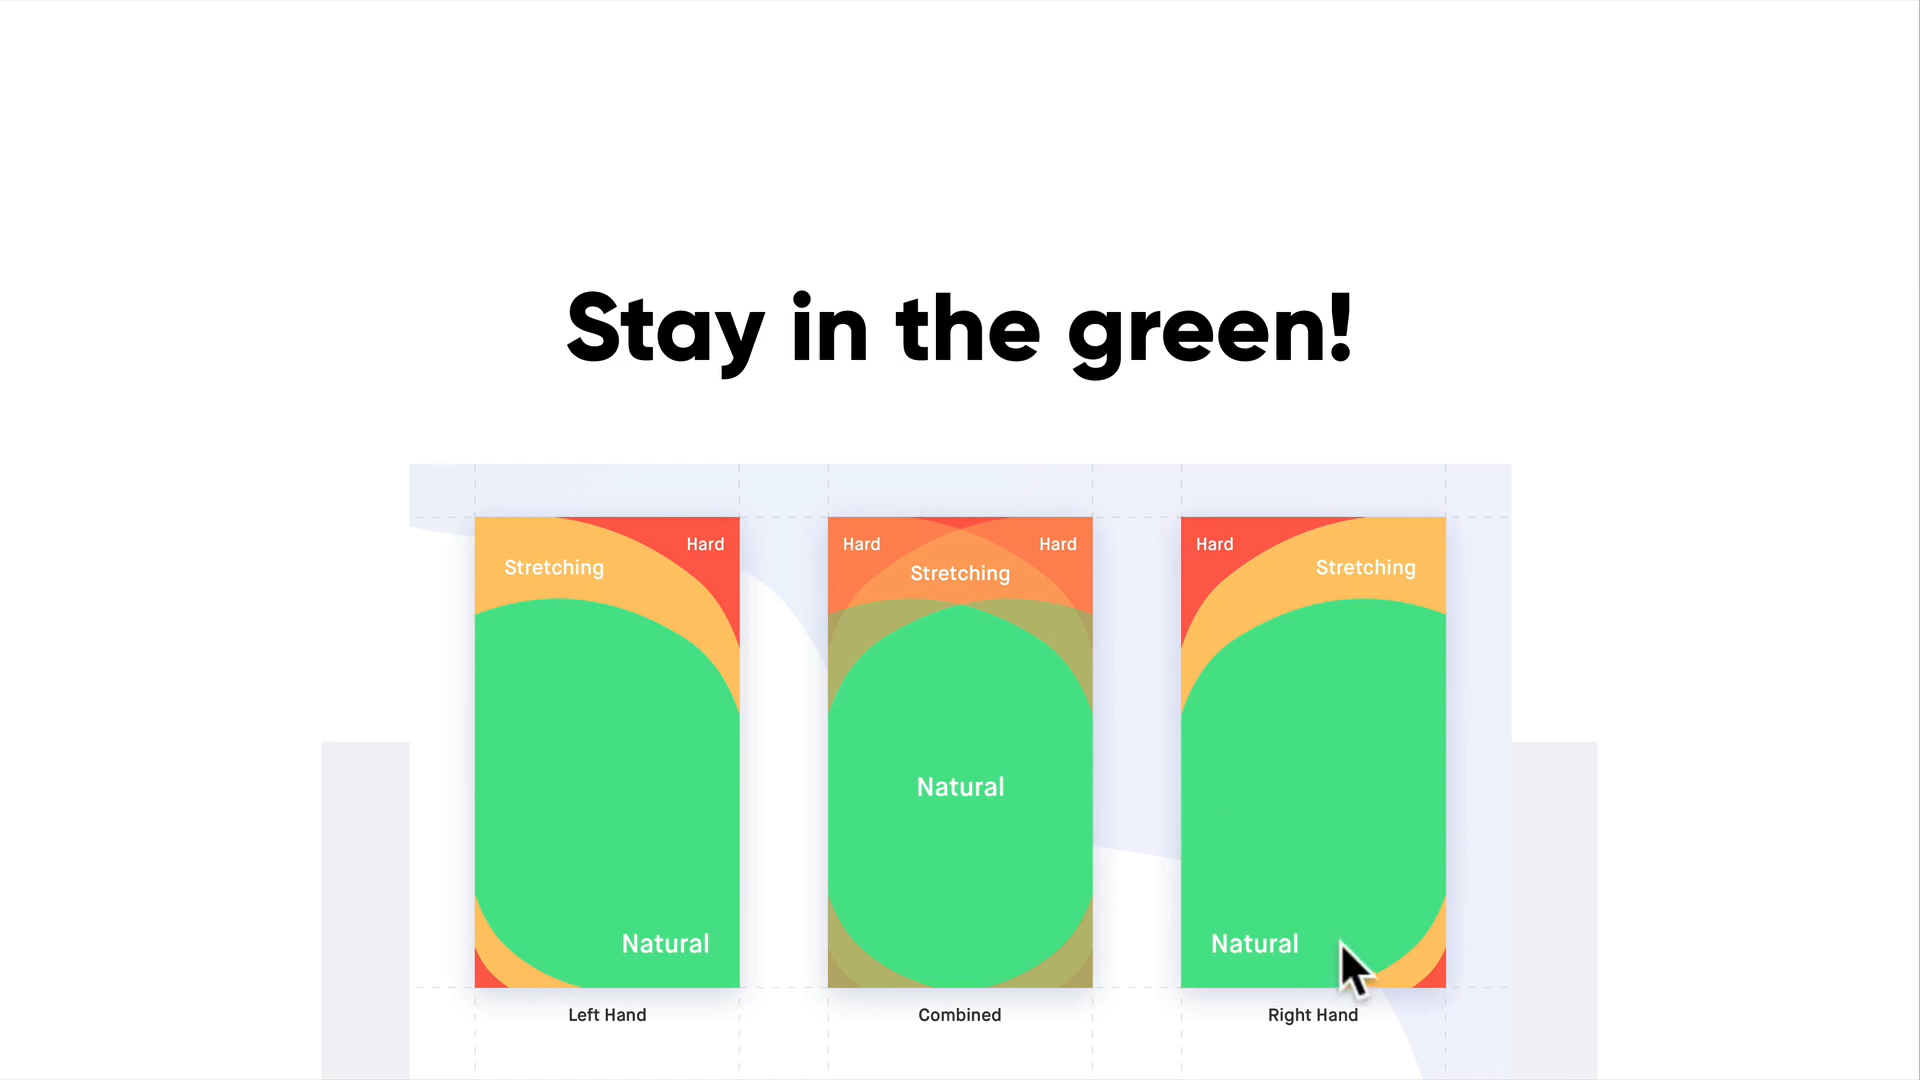 Stay in the green!
Hard
Stretching
Natural
Left Hand
Hard
Hard
Stretching
Natural
Combined
Hard
Stretching
Natural
Right Hand